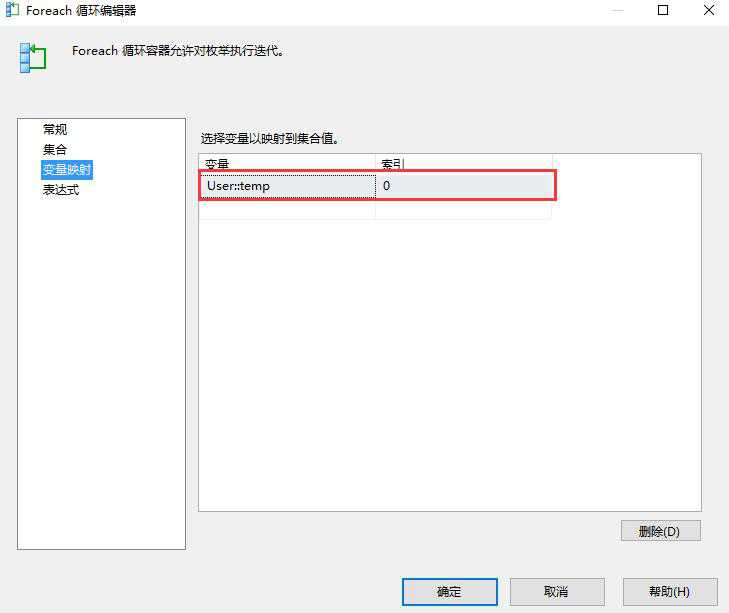 Foreach 循环编辑器
Foreach 循环容器允许对枚举执行迭代。
常规
集合
变量映射
表达式
选择变量以映射到集合值。
变量 索引
User::temp 0
删除(D)
确定 取消 帮助(H)